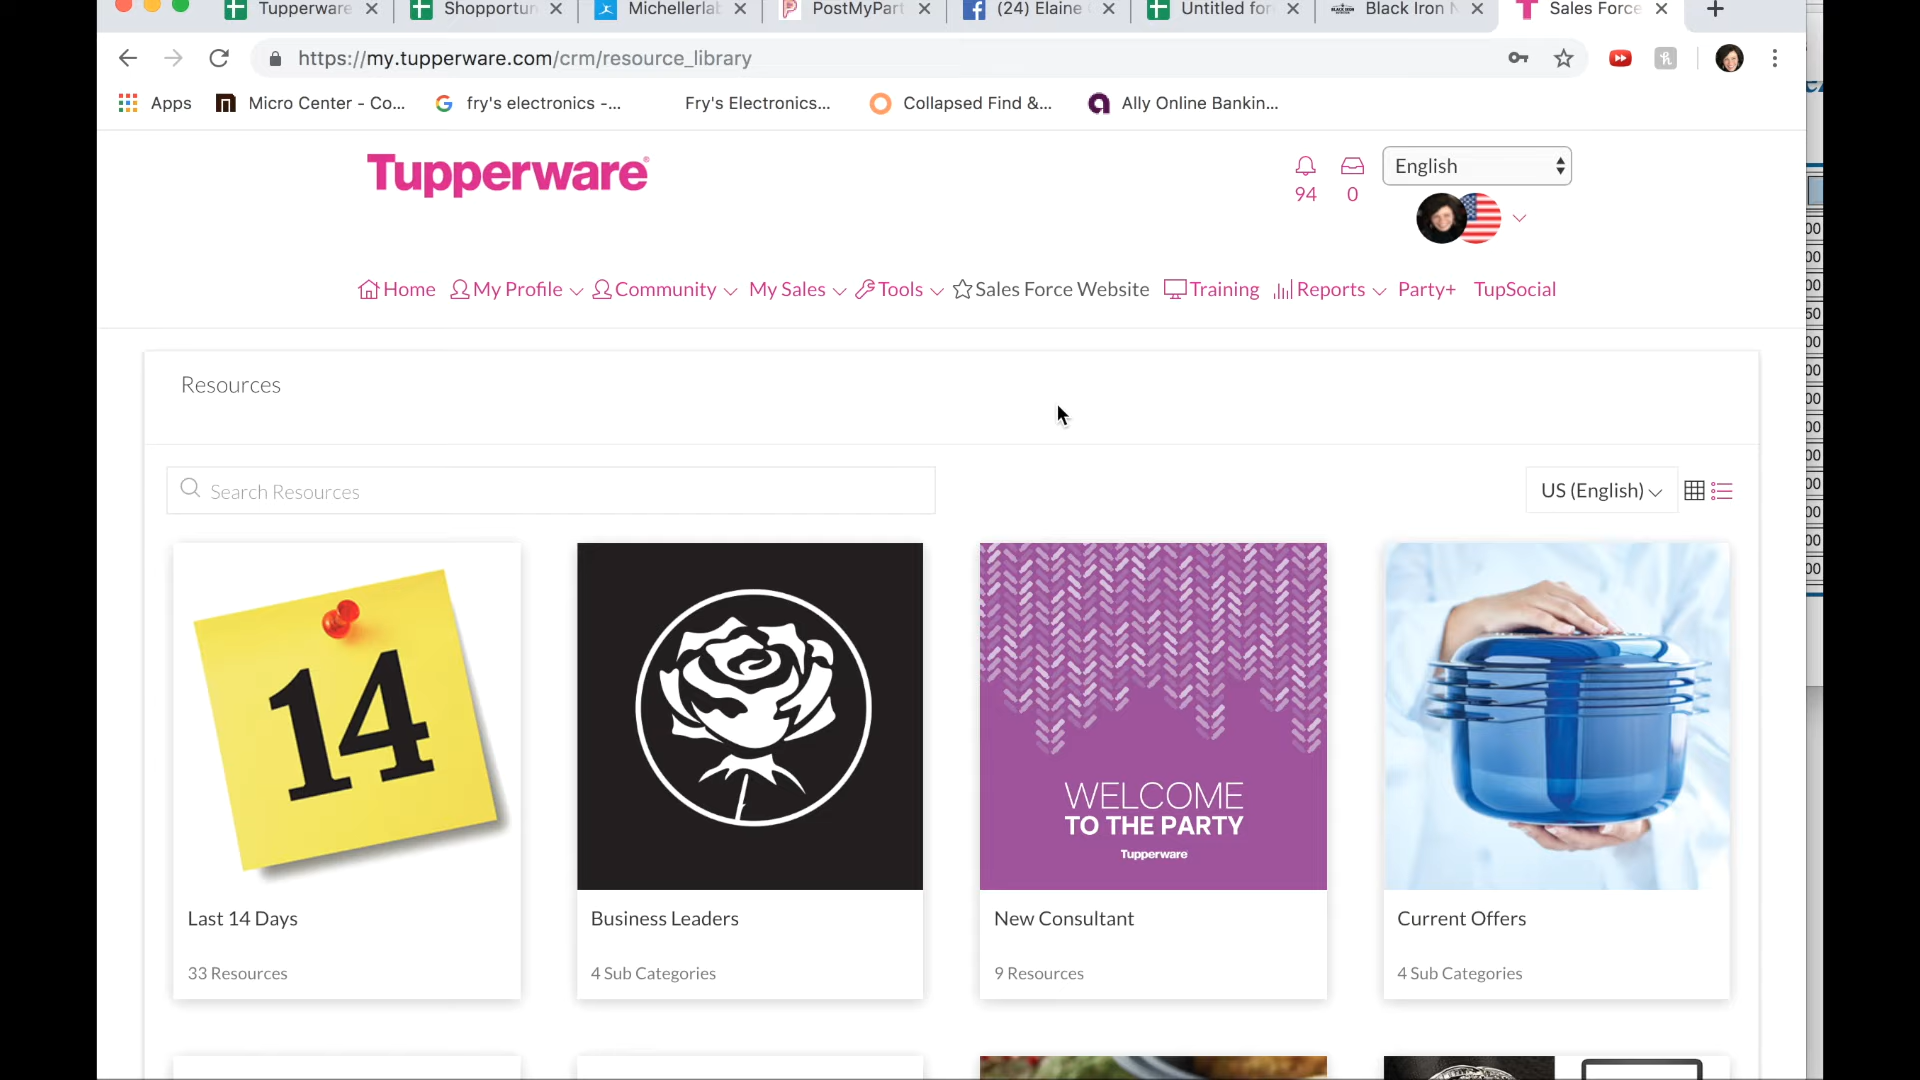 Tupperware
Shopportun
Michellerlab
PostMyPart
(24) Elaine
Untitled for
Black Iron
Sales Force
https://my.tupperware.com/crm/resource_library
Apps
Micro Center - Co...
fry's electronics -...
Fry's Electronics...
Collapsed Find &...
Ally Online Bankin...
Tupperware
94
0
English
Home
My Profile
Community
My Sales
Tools
Sales Force Website
Training
Reports
Party+
TupSocial
Resources
Search Resources
US (English)
14
WELCOME
TO THE PARTY
Tupperware
Last 14 Days
Business Leaders
New Consultant
Current Offers
33 Resources
4 Sub Categories
9 Resources
4 Sub Categories